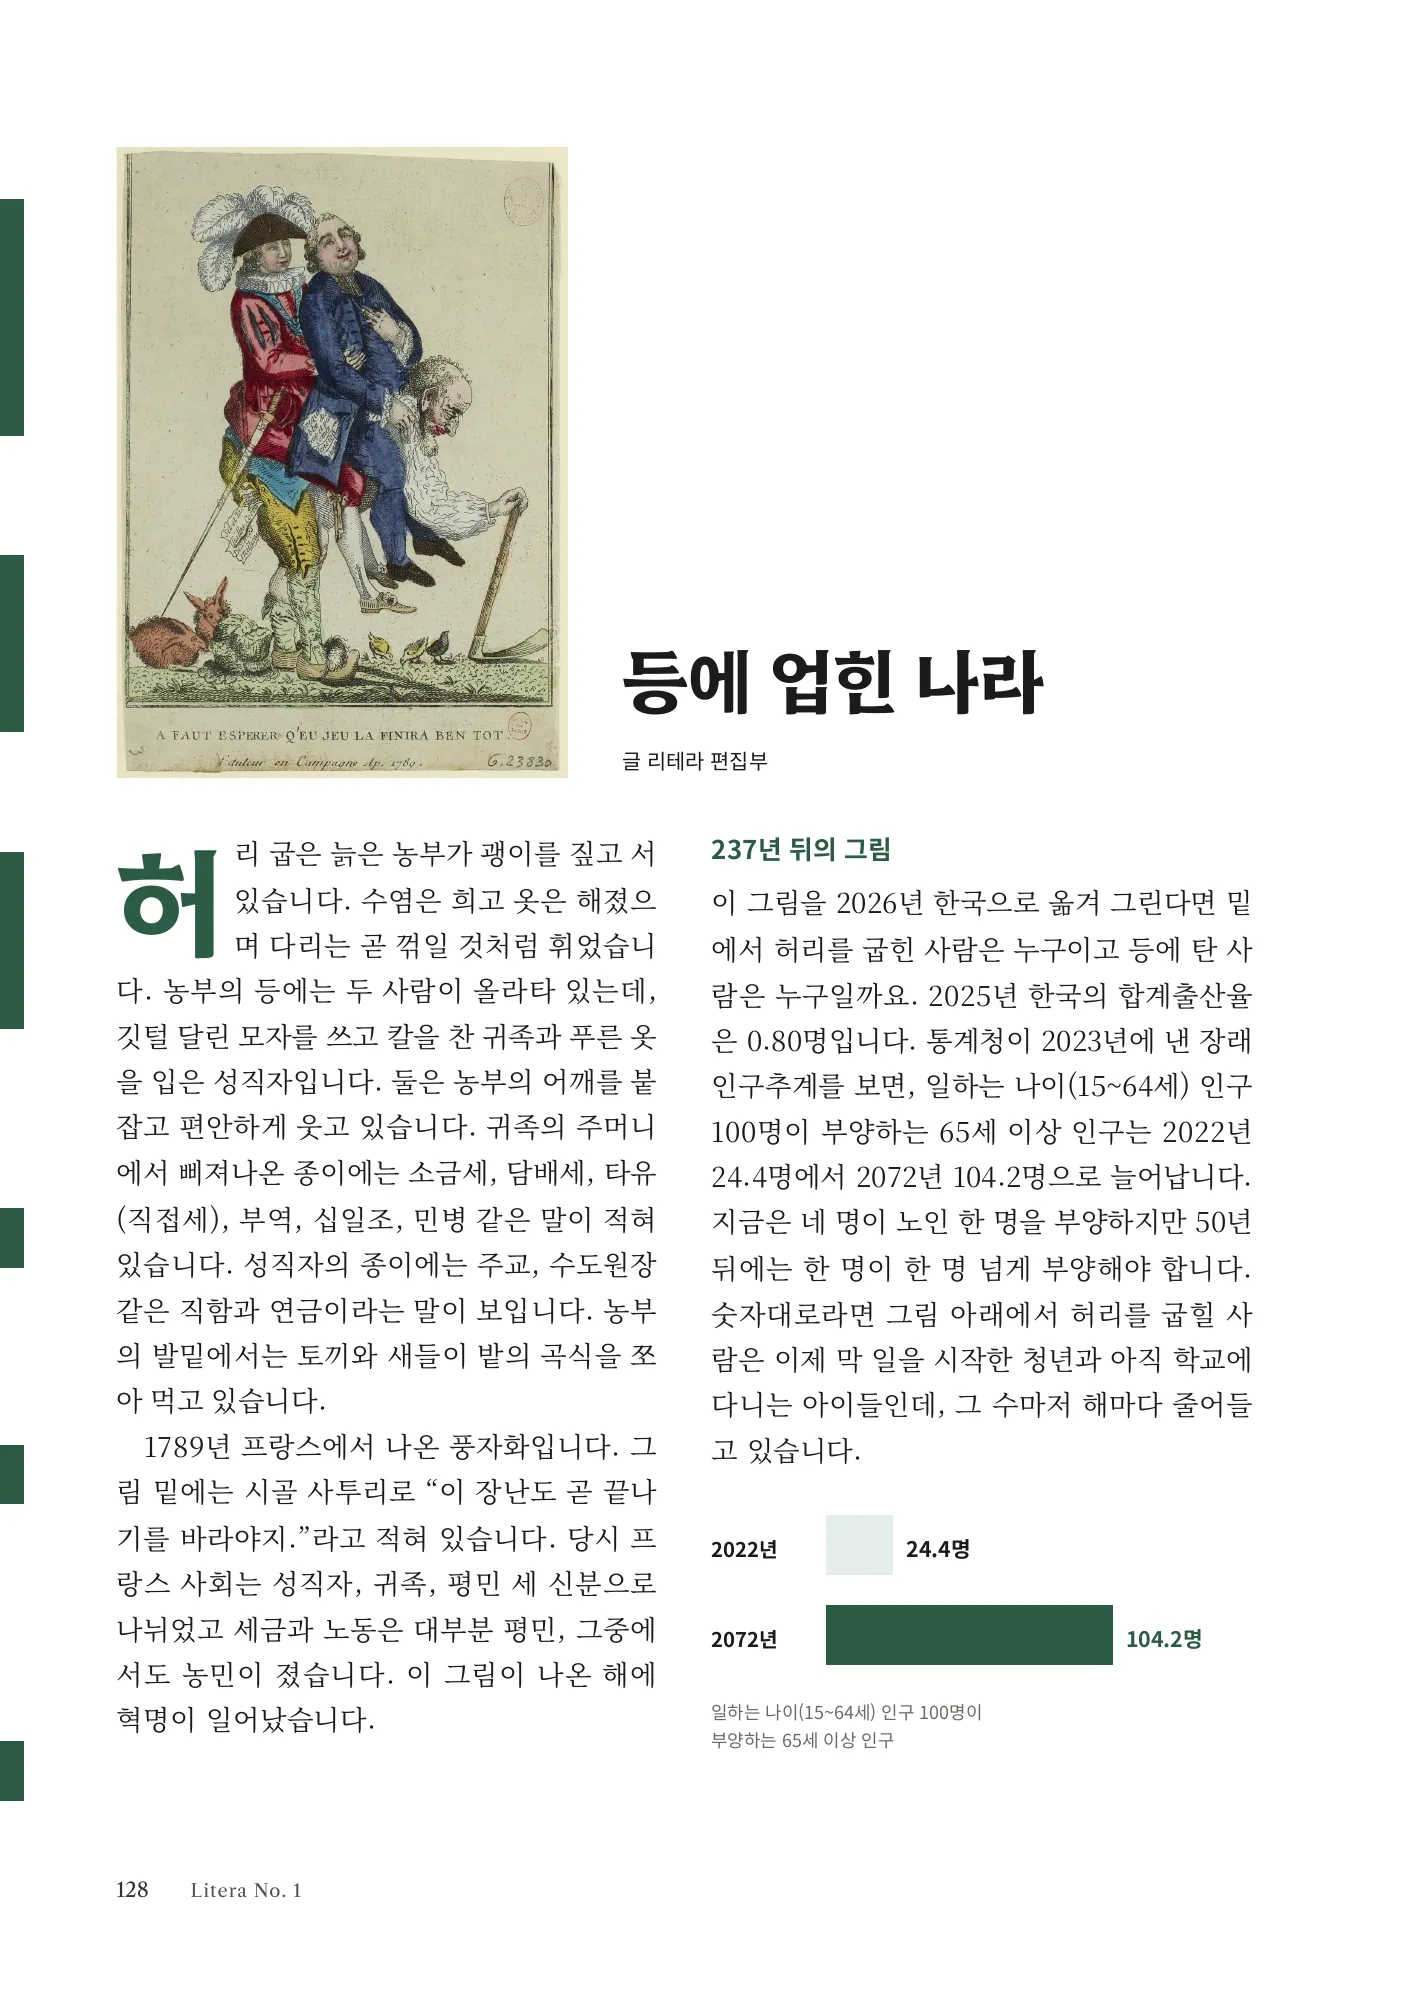 A FAUT ESPERER Q'EU JEU LA FINIRA BEN TOT
l'auteur en Campagne Ap. 1789.
G.23830
등에 업힌 나라
글 리테라 편집부
허리 굽은 늙은 농부가 괭이를 짚고 서
있습니다. 수염은 희고 옷은 해졌으
며 다리는 곧 꺾일 것처럼 휘었습니
다. 농부의 등에는 두 사람이 올라타 있는데,
깃털 달린 모자를 쓰고 칼을 찬 귀족과 푸른 옷
을 입은 성직자입니다. 둘은 농부의 어깨를 붙
잡고 편안하게 웃고 있습니다. 귀족의 주머니
에서 삐져나온 종이에는 소금세, 담배세, 타유
(직접세), 부역, 십일조, 민병 같은 말이 적혀
있습니다. 성직자의 종이에는 주교, 수도원장
같은 직함과 연금이라는 말이 보입니다. 농부
의 발밑에서는 토끼와 새들이 밭의 곡식을 쪼
아 먹고 있습니다.
1789년 프랑스에서 나온 풍자화입니다. 그
림 밑에는 시골 사투리로 “이 장난도 곧 끝나
기를 바라야지.”라고 적혀 있습니다. 당시 프
랑스 사회는 성직자, 귀족, 평민 세 신분으로
나뉘었고 세금과 노동은 대부분 평민, 그중에
서도 농민이 졌습니다. 이 그림이 나온 해에
혁명이 일어났습니다.
237년 뒤의 그림
이 그림을 2026년 한국으로 옮겨 그린다면 밑
에서 허리를 굽힌 사람은 누구이고 등에 탄 사
람은 누구일까요. 2025년 한국의 합계출산율
은 0.80명입니다. 통계청이 2023년에 낸 장래
인구추계를 보면, 일하는 나이(15~64세) 인구
100명이 부양하는 65세 이상 인구는 2022년
24.4명에서 2072년 104.2명으로 늘어납니다.
지금은 네 명이 노인 한 명을 부양하지만 50년
뒤에는 한 명이 한 명 넘게 부양해야 합니다.
숫자대로라면 그림 아래에서 허리를 굽힐 사
람은 이제 막 일을 시작한 청년과 아직 학교에
다니는 아이들인데, 그 수마저 해마다 줄어들
고 있습니다.
2022년 24.4명
2072년 104.2명
일하는 나이(15~64세) 인구 100명이
부양하는 65세 이상 인구
128 Litera No. 1